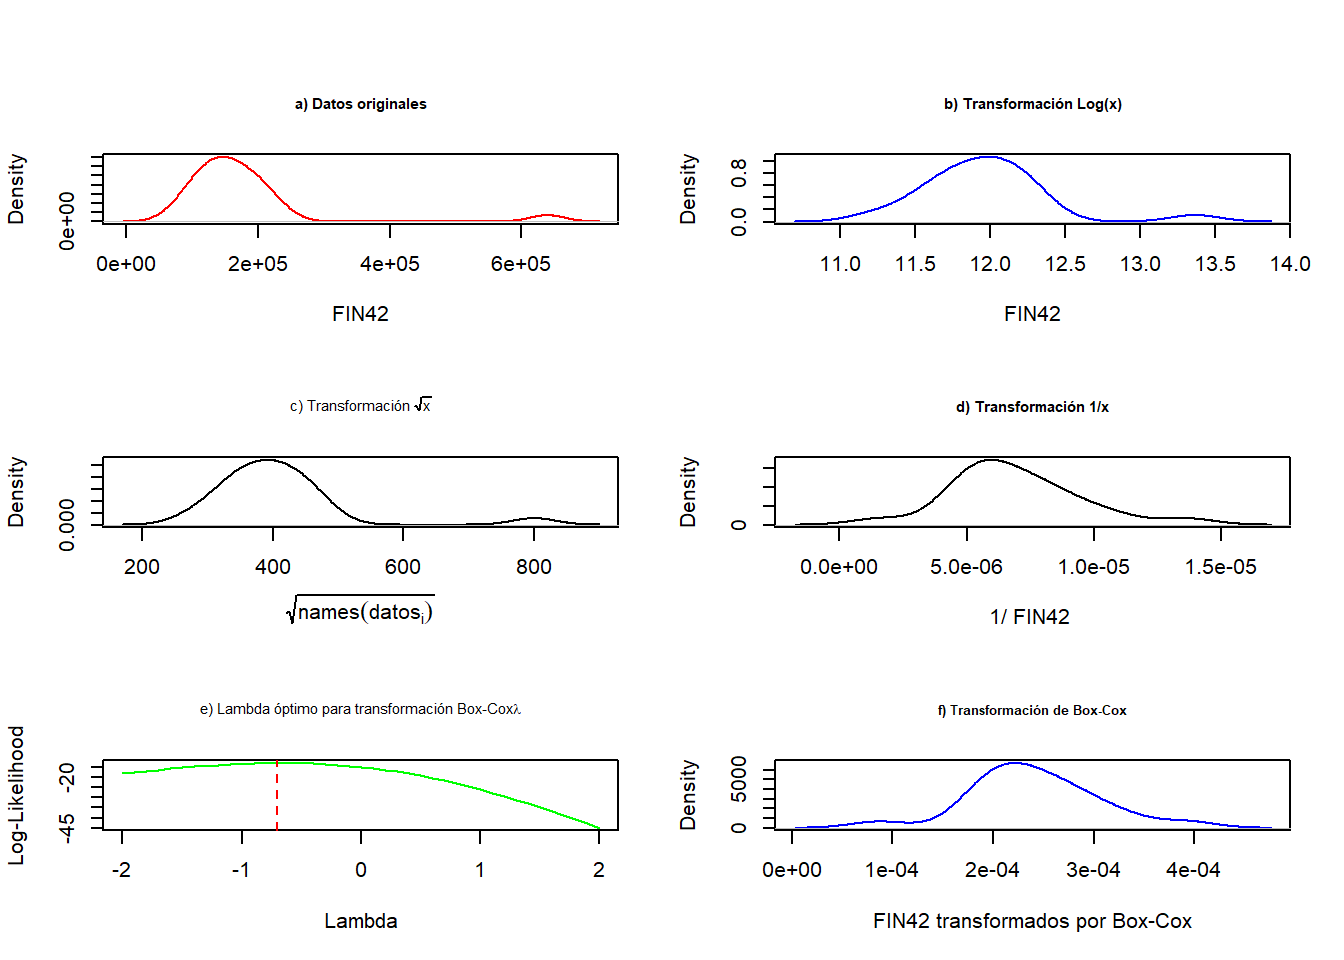 a) Datos originales
Density
0e+00
0e+00 2e+05 4e+05 6e+05
FIN42
b) Transformación Log(x)
Density
0.0 0.8
11.0 11.5 12.0 12.5 13.0 13.5 14.0
FIN42
c) Transformación √x
Density
0.000
200 400 600 800
√names(datosᵢ)
d) Transformación 1/x
Density
0
0.0e+00 5.0e-06 1.0e-05 1.5e-05
1/ FIN42
e) Lambda óptimo para transformación Box-Coxλ
Log-Likelihood
-45 -20
-2 -1 0 1 2
Lambda
f) Transformación de Box-Cox
Density
0 5000
0e+00 1e-04 2e-04 3e-04 4e-04
FIN42 transformados por Box-Cox